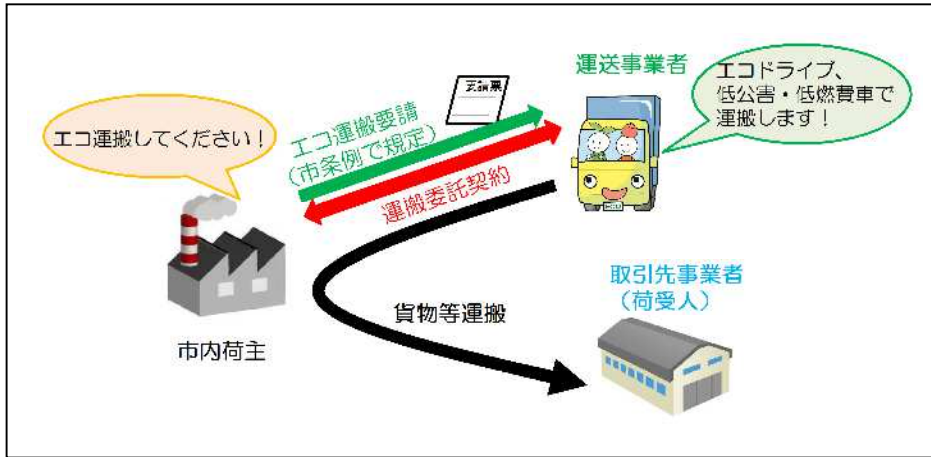 運送事業者
要請票
エコドライブ、
低公害・低燃費車で
運搬します！
エコ運搬してください！
エコ運搬要請
（市条例で規定）
運搬委託契約
取引先事業者
（荷受人）
貨物等運搬
市内荷主